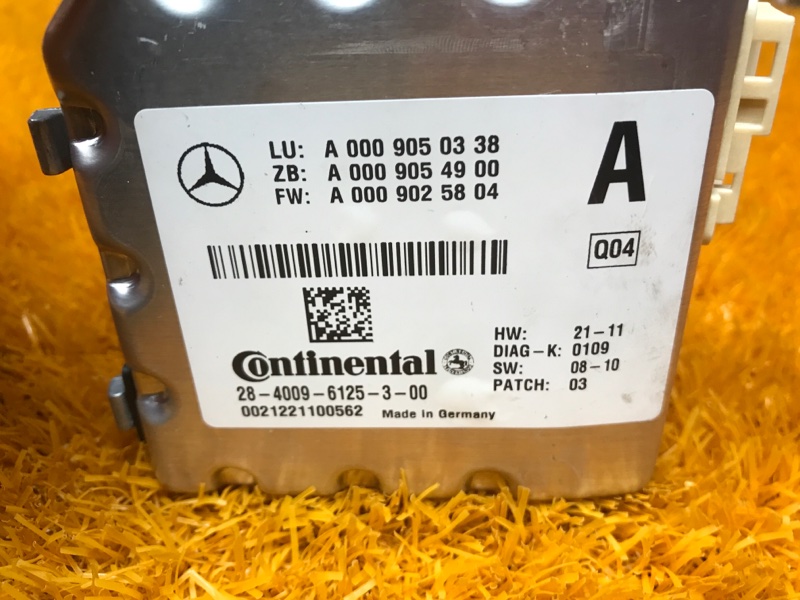 LU: A 000 905 03 38
ZB: A 000 905 49 00
FW: A 000 902 58 04
A
Q04
HW: 21-11
DIAG-K: 0109
SW: 08-10
PATCH: 03
Continental
28-4009-6125-3-00
0021221100562 Made in Germany